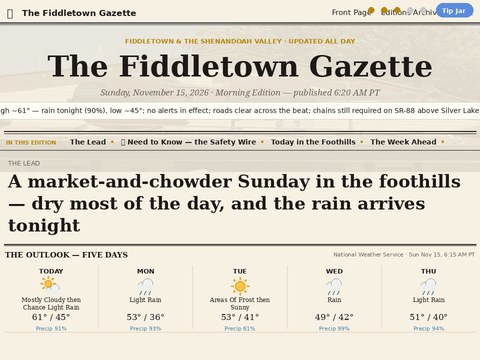 The Fiddletown Gazette
Front Page Editions Archiv
Tip Jar
FIDDLETOWN & THE SHENANDOAH VALLEY · UPDATED ALL DAY
The Fiddletown Gazette
Sunday, November 15, 2026 · Morning Edition — published 6:20 AM PT
gh ~61° — rain tonight (90%), low ~45°; no alerts in effect; roads clear across the beat; chains still required on SR-88 above Silver Lake
IN THIS EDITION The Lead • Need to Know — the Safety Wire • Today in the Foothills • The Week Ahead •
THE LEAD
A market-and-chowder Sunday in the foothills
— dry most of the day, and the rain arrives
tonight
THE OUTLOOK — FIVE DAYS
National Weather Service · Sun Nov 15, 6:15 AM PT
TODAY MON TUE WED THU
Mostly Cloudy then Light Rain Areas Of Frost then Rain Light Rain
Chance Light Rain Sunny
61° / 45° 53° / 36° 53° / 41° 49° / 42° 51° / 40°
Precip 91% Precip 93% Precip 81% Precip 99% Precip 94%